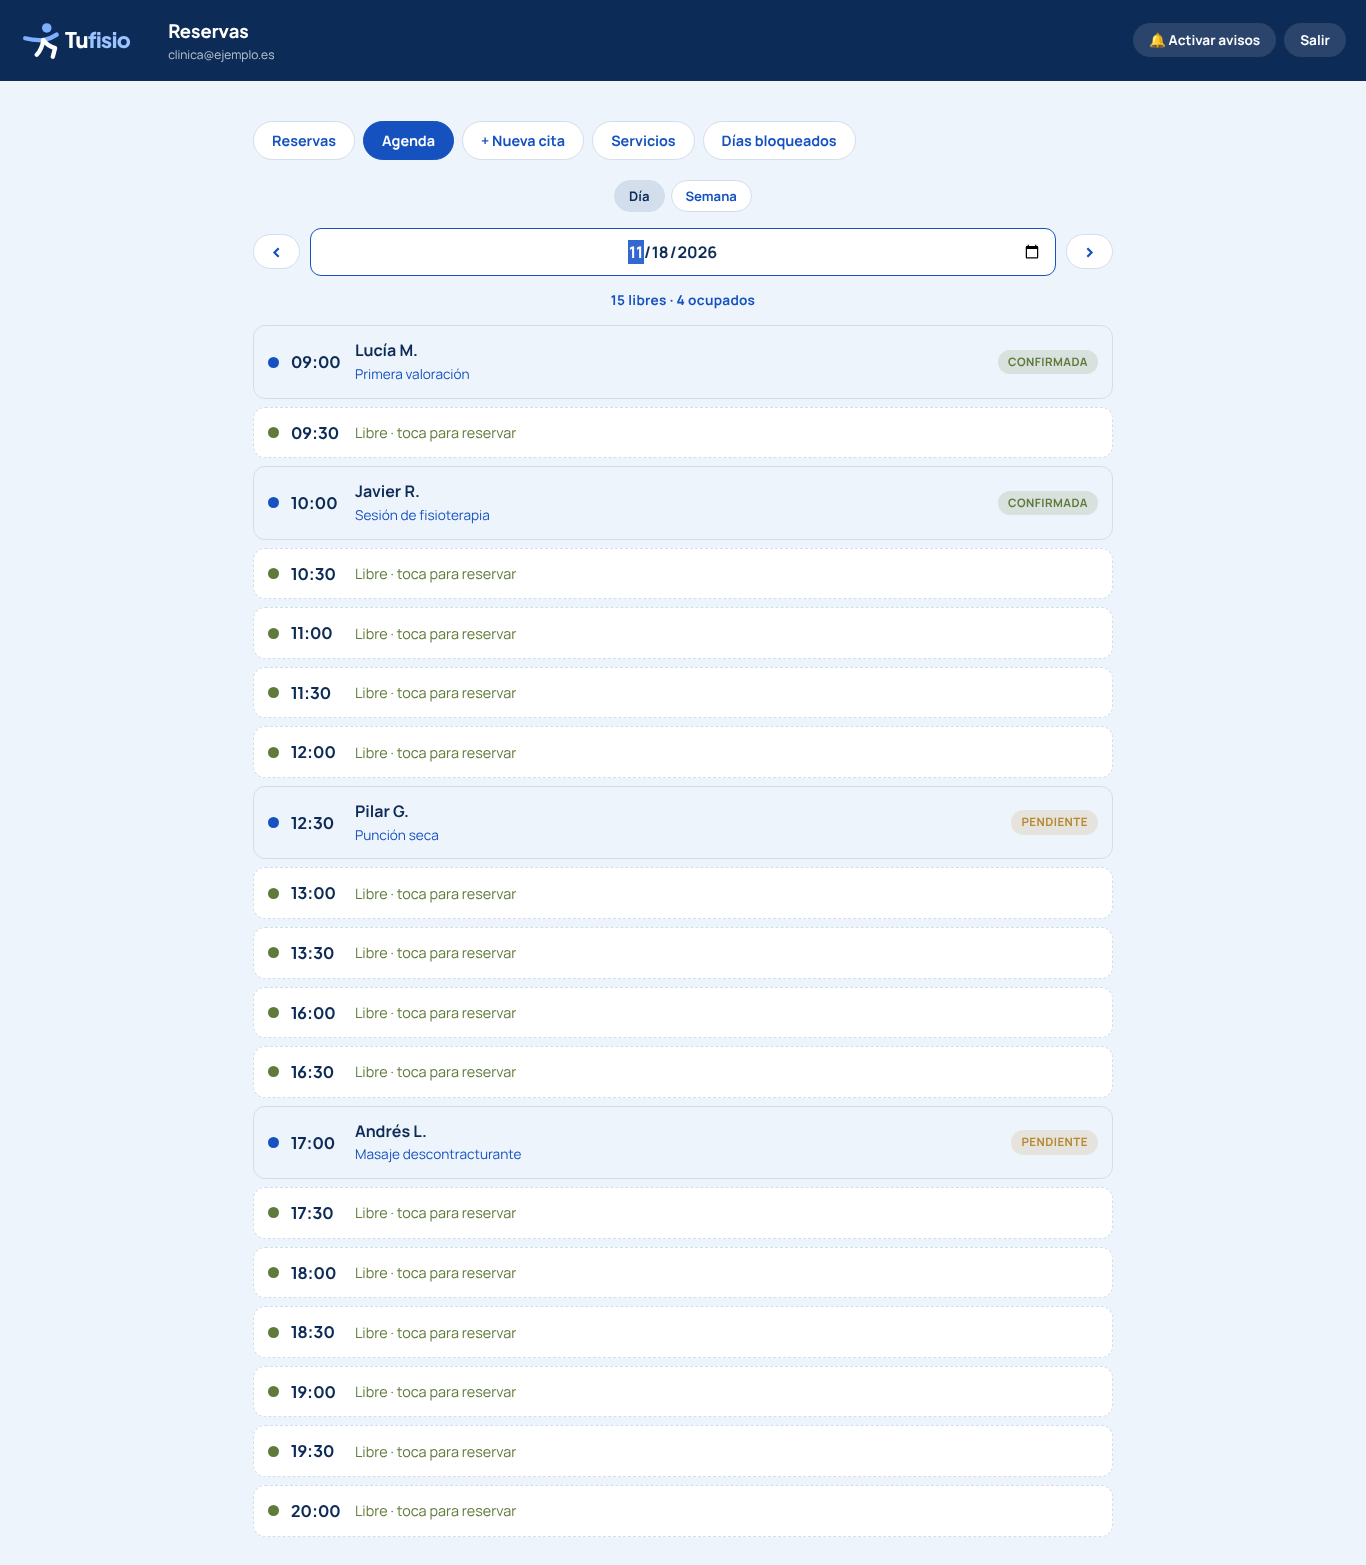 Tufisio
Reservas
clinica@ejemplo.es
🔔 Activar avisos
Salir
Reservas
Agenda
+ Nueva cita
Servicios
Días bloqueados
Día
Semana
‹
11/18/2026
›
15 libres · 4 ocupados
09:00
Lucía M.
Primera valoración
CONFIRMADA
09:30 Libre · toca para reservar
10:00
Javier R.
Sesión de fisioterapia
CONFIRMADA
10:30 Libre · toca para reservar
11:00 Libre · toca para reservar
11:30 Libre · toca para reservar
12:00 Libre · toca para reservar
12:30
Pilar G.
Punción seca
PENDIENTE
13:00 Libre · toca para reservar
13:30 Libre · toca para reservar
16:00 Libre · toca para reservar
16:30 Libre · toca para reservar
17:00
Andrés L.
Masaje descontracturante
PENDIENTE
17:30 Libre · toca para reservar
18:00 Libre · toca para reservar
18:30 Libre · toca para reservar
19:00 Libre · toca para reservar
19:30 Libre · toca para reservar
20:00 Libre · toca para reservar